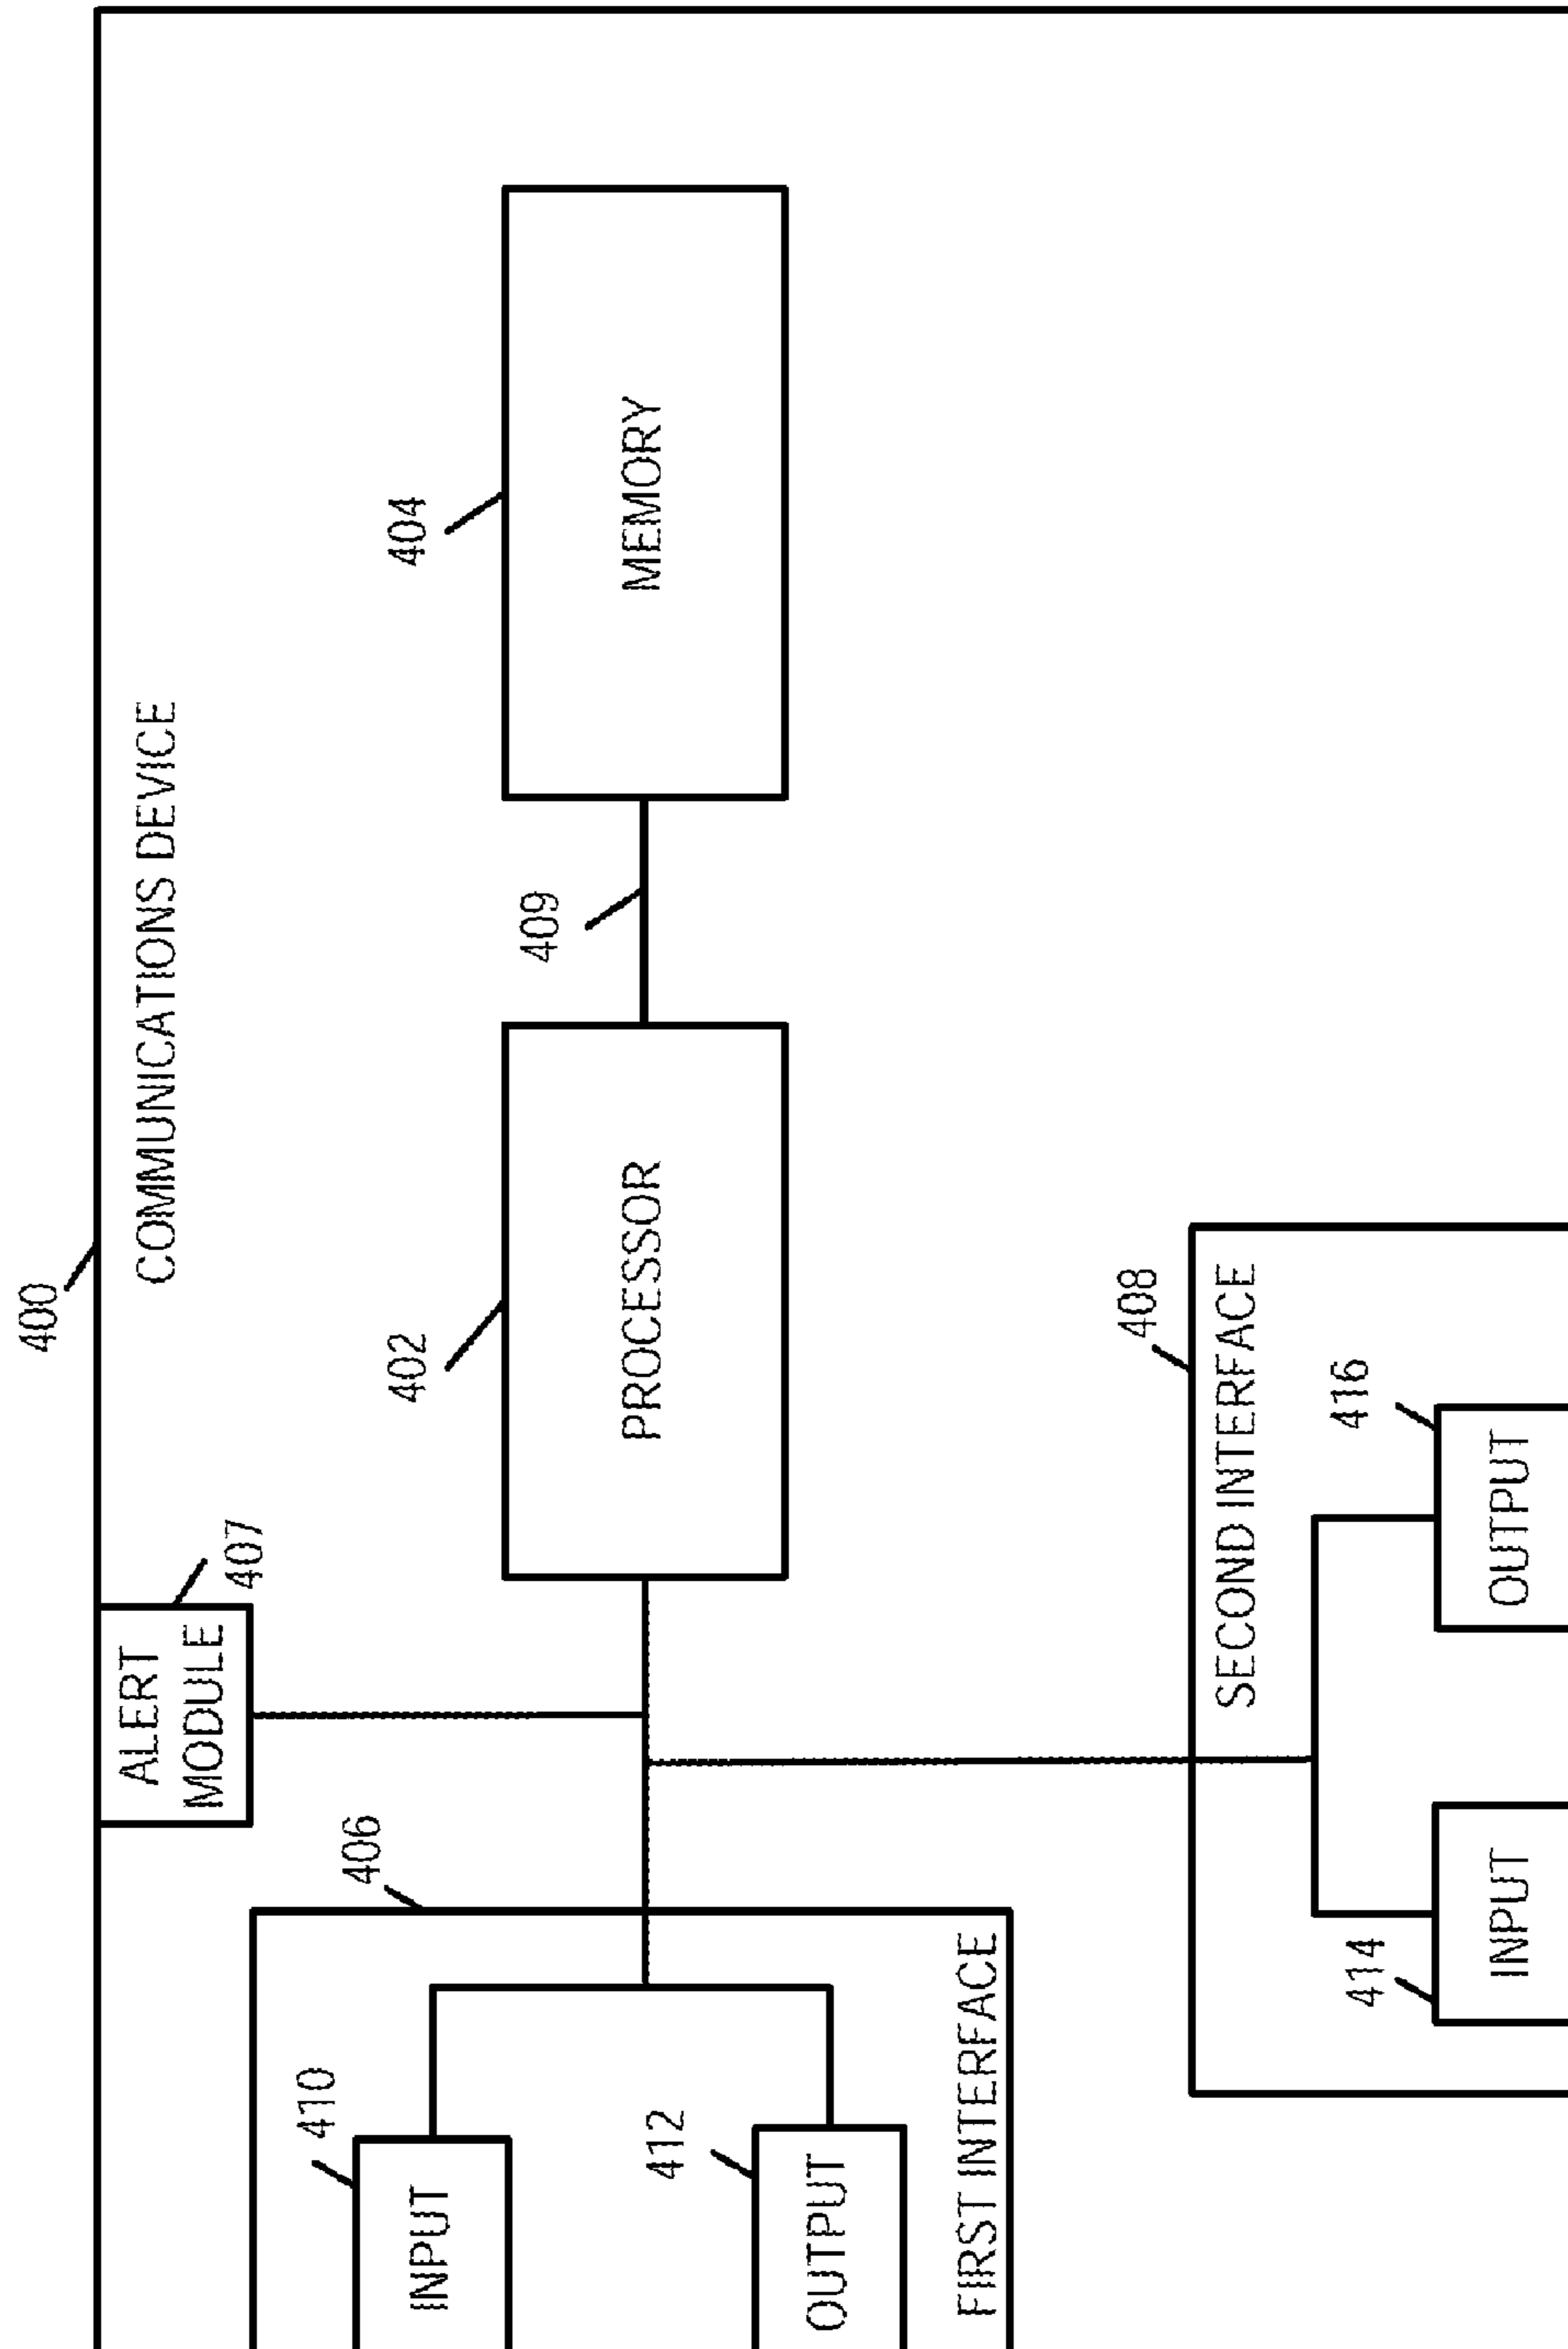 400
COMMUNICATIONS DEVICE
ALERT
MODULE
407
406
410
INPUT
412
OUTPUT
FIRST INTERFACE
402
PROCESSOR
409
404
MEMORY
408
SECOND INTERFACE
414
INPUT
416
OUTPUT